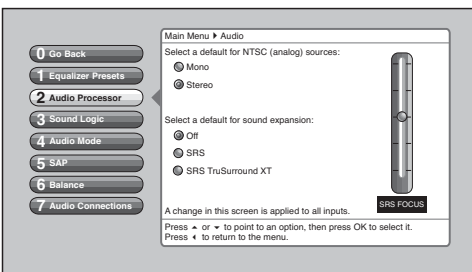 Main Menu ▶ Audio
0 Go Back
1 Equalizer Presets
2 Audio Processor
3 Sound Logic
4 Audio Mode
5 SAP
6 Balance
7 Audio Connections
Select a default for NTSC (analog) sources:
Mono
Stereo
Select a default for sound expansion:
Off
SRS
SRS TruSurround XT
SRS FOCUS
A change in this screen is applied to all inputs.
Press ▲ or ▼ to point to an option, then press OK to select it.
Press ◀ to return to the menu.